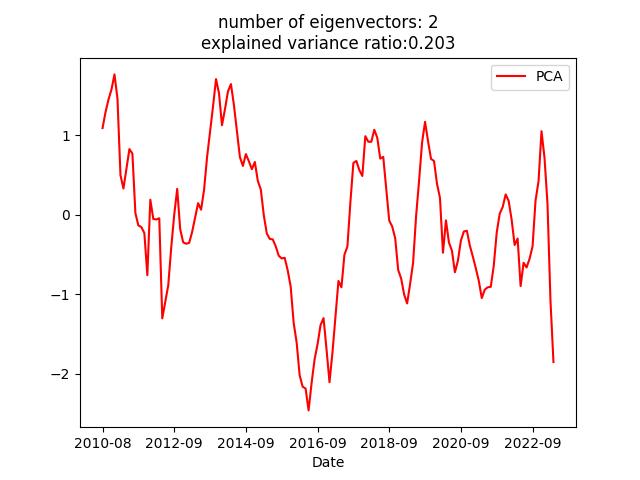 number of eigenvectors: 2
explained variance ratio:0.203
PCA
1
0
−1
−2
2010-08 2012-09 2014-09 2016-09 2018-09 2020-09 2022-09
Date